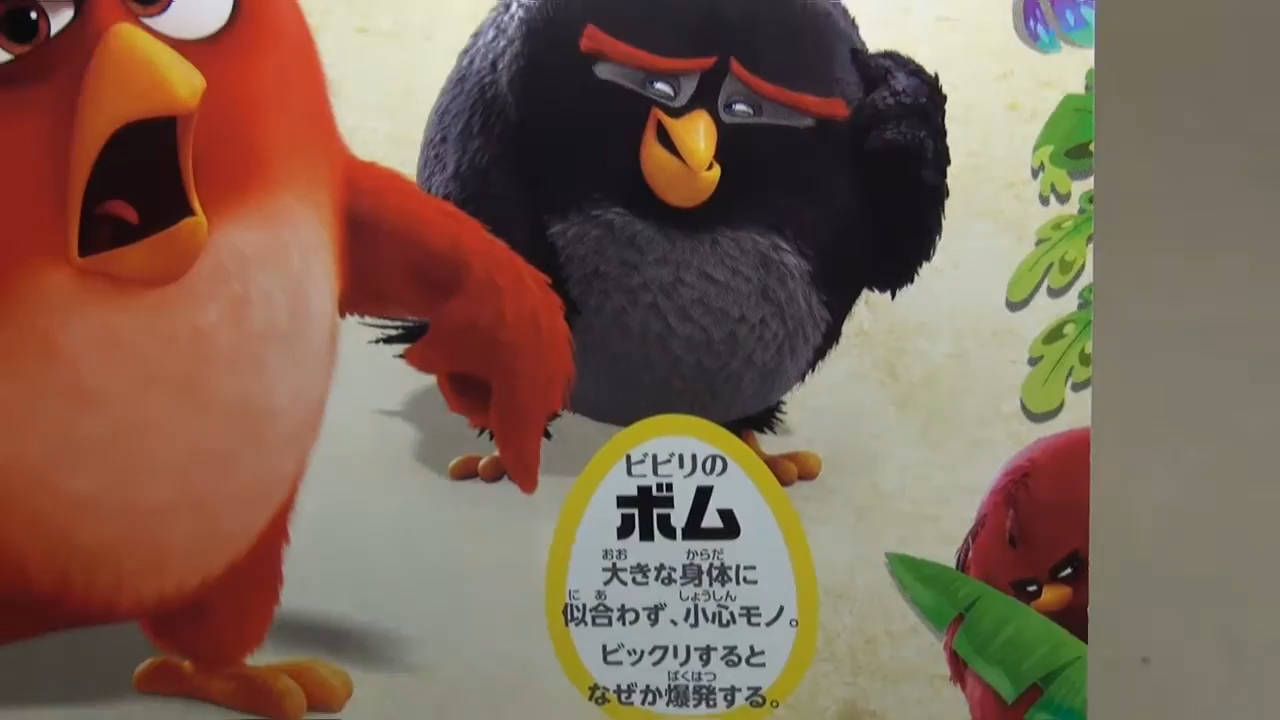 ビビリの
ボム
大きな身体に
似合わず、小心モノ。
ビックリすると
なぜか爆発する。